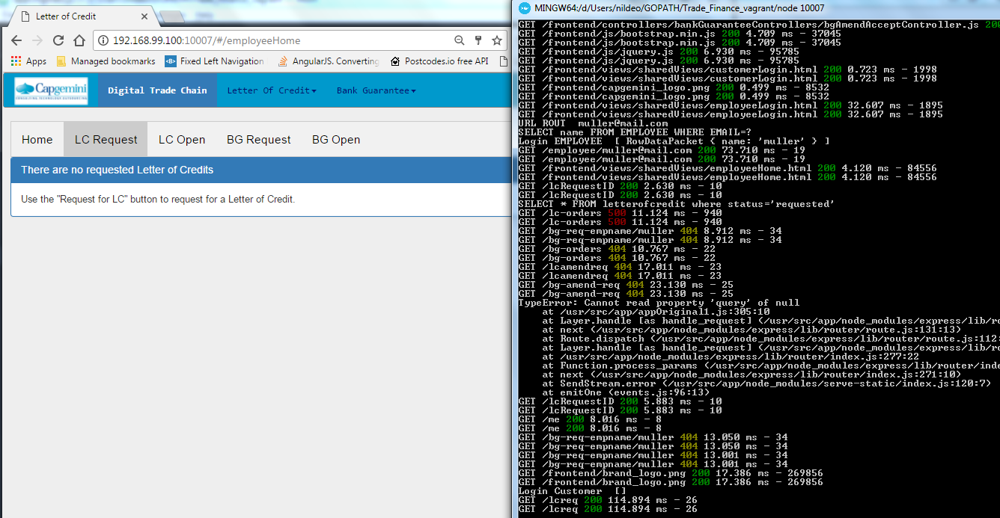 Letter of Credit
192.168.99.100:10007/#/employeeHome
Apps Managed bookmarks Fixed Left Navigation AngularJS. Converting Postcodes.io free API
Capgemini
CONSULTING.TECHNOLOGY.OUTSOURCING
Digital Trade Chain Letter Of Credit Bank Guarantee
Home LC Request LC Open BG Request BG Open
There are no requested Letter of Credits
Use the "Request for LC" button to request for a Letter of Credit.
MINGW64:/d/Users/nildeo/GOPATH/Trade_Finance_vagrant/node 10007
GET /frontend/controllers/bankGuaranteeControllers/bgAmendAcceptController.js 20
GET /frontend/js/bootstrap.min.js 200 4.709 ms - 37045
GET /frontend/js/bootstrap.min.js 200 4.709 ms - 37045
GET /frontend/js/jquery.js 200 6.930 ms - 95785
GET /frontend/js/jquery.js 200 6.930 ms - 95785
GET /frontend/views/sharedViews/customerLogin.html 200 0.723 ms - 1998
GET /frontend/views/sharedViews/customerLogin.html 200 0.723 ms - 1998
GET /frontend/capgemini_logo.png 200 0.499 ms - 8532
GET /frontend/capgemini_logo.png 200 0.499 ms - 8532
GET /frontend/views/sharedViews/employeeLogin.html 200 32.607 ms - 1895
GET /frontend/views/sharedViews/employeeLogin.html 200 32.607 ms - 1895
URL ROUT muller@mail.com
SELECT name FROM EMPLOYEE WHERE EMAIL=?
Login EMPLOYEE [ RowDataPacket { name: 'muller' } ]
GET /employee/muller@mail.com 200 73.710 ms - 19
GET /employee/muller@mail.com 200 73.710 ms - 19
GET /frontend/views/sharedViews/employeeHome.html 200 4.120 ms - 84556
GET /frontend/views/sharedViews/employeeHome.html 200 4.120 ms - 84556
GET /lcRequestID 200 2.630 ms - 10
GET /lcRequestID 200 2.630 ms - 10
SELECT * FROM letterofcredit where status='requested'
GET /lc-orders 500 11.124 ms - 940
GET /lc-orders 500 11.124 ms - 940
GET /bg-req-empname/muller 404 8.912 ms - 34
GET /bg-req-empname/muller 404 8.912 ms - 34
GET /bg-orders 404 10.767 ms - 22
GET /bg-orders 404 10.767 ms - 22
GET /lcamendreq 404 17.011 ms - 23
GET /lcamendreq 404 17.011 ms - 23
GET /bg-amend-req 404 23.130 ms - 25
GET /bg-amend-req 404 23.130 ms - 25
TypeError: Cannot read property 'query' of null
at /usr/src/app/appOriginal1.js:305:10
at Layer.handle [as handle_request] (/usr/src/app/node_modules/express/lib/ro
at next (/usr/src/app/node_modules/express/lib/router/route.js:131:13)
at Route.dispatch (/usr/src/app/node_modules/express/lib/router/route.js:112:
at Layer.handle [as handle_request] (/usr/src/app/node_modules/express/lib/ro
at /usr/src/app/node_modules/express/lib/router/index.js:277:22
at Function.process_params (/usr/src/app/node_modules/express/lib/router/inde
at next (/usr/src/app/node_modules/express/lib/router/index.js:271:10)
at SendStream.error (/usr/src/app/node_modules/serve-static/index.js:120:7)
at emitOne (events.js:96:13)
GET /lcRequestID 200 5.883 ms - 10
GET /lcRequestID 200 5.883 ms - 10
GET /me 200 8.016 ms - 8
GET /me 200 8.016 ms - 8
GET /bg-req-empname/muller 404 13.050 ms - 34
GET /bg-req-empname/muller 404 13.050 ms - 34
GET /bg-req-empname/muller 404 13.001 ms - 34
GET /bg-req-empname/muller 404 13.001 ms - 34
GET /frontend/brand_logo.png 200 17.386 ms - 269856
GET /frontend/brand_logo.png 200 17.386 ms - 269856
Login Customer []
GET /lcreq 200 114.894 ms - 26
GET /lcreq 200 114.894 ms - 26